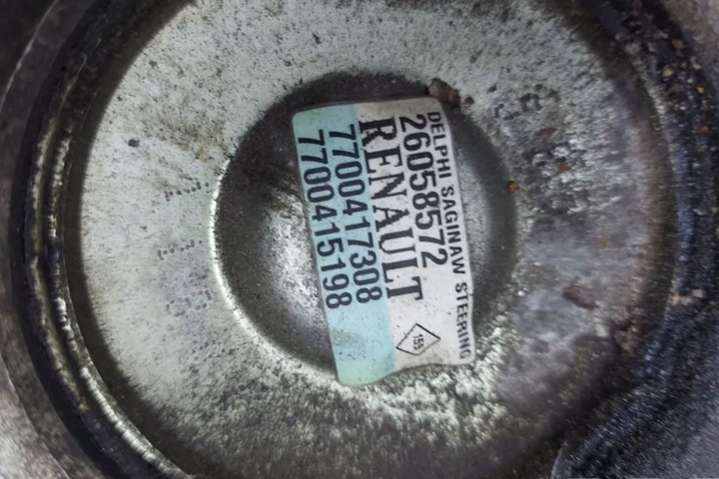 DELPHI SAGINAW STEERING
26058572
RENAULT
7700417308
7700415198